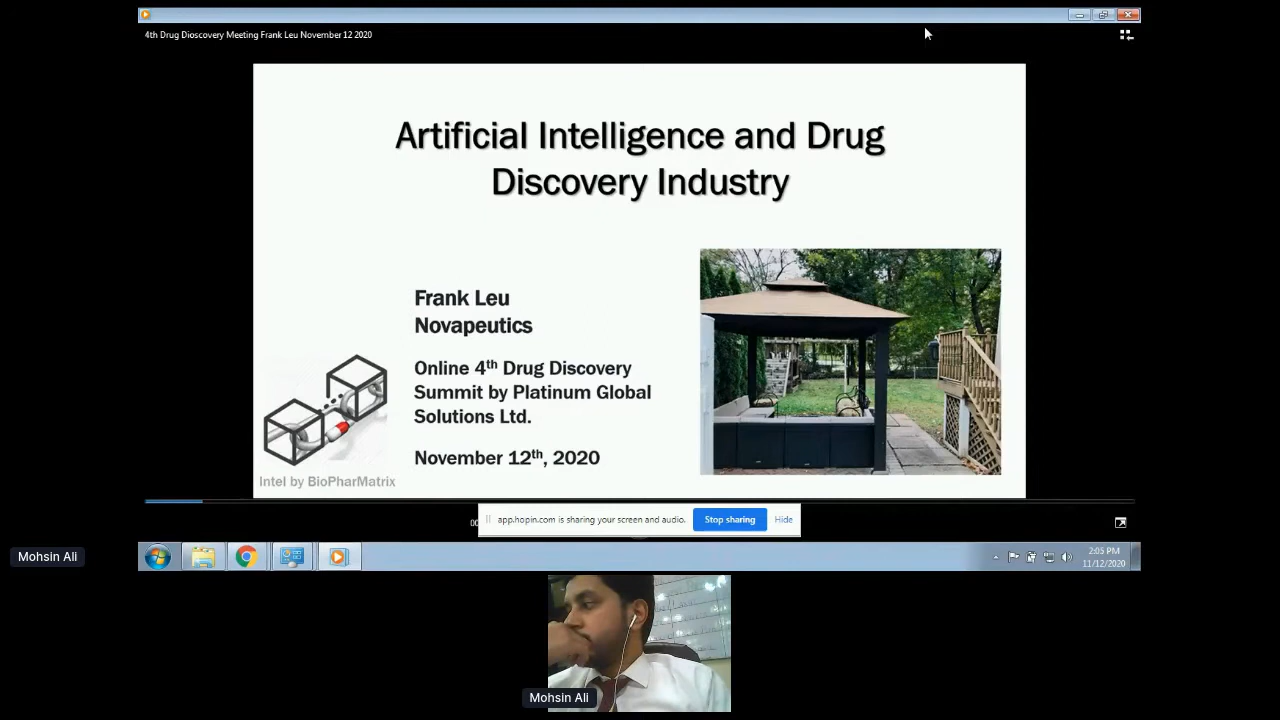 4th Drug Dioscovery Meeting Frank Leu November 12 2020
Artificial Intelligence and Drug
Discovery Industry
Frank Leu
Novapeutics
Online 4th Drug Discovery
Summit by Platinum Global
Solutions Ltd.
November 12th, 2020
Intel by BioPharMatrix
00
app.hopin.com is sharing your screen and audio.
Stop sharing
Hide
Mohsin Ali
2:05 PM
11/12/2020
Mohsin Ali